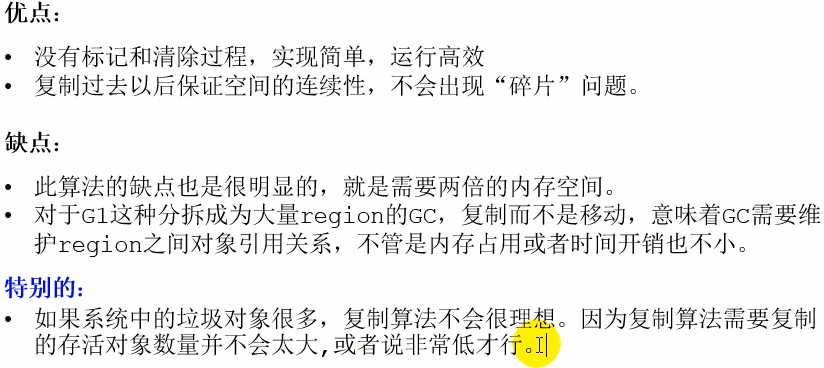 优点：
• 没有标记和清除过程，实现简单，运行高效
• 复制过去以后保证空间的连续性，不会出现“碎片”问题。
缺点：
• 此算法的缺点也是很明显的，就是需要两倍的内存空间。
• 对于G1这种分拆成为大量region的GC，复制而不是移动，意味着GC需要维
护region之间对象引用关系，不管是内存占用或者时间开销也不小。
特别的：
• 如果系统中的垃圾对象很多，复制算法不会很理想。因为复制算法需要复制
的存活对象数量并不会太大,或者说非常低才行。